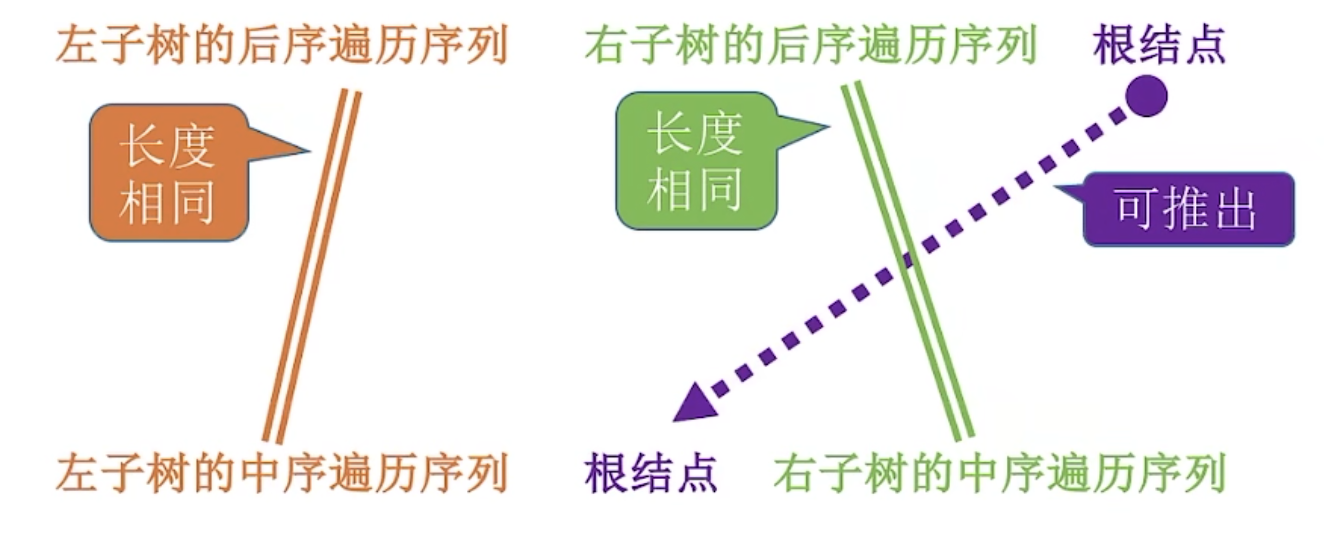 左子树的后序遍历序列 右子树的后序遍历序列 根结点
长度
相同
长度
相同
可推出
左子树的中序遍历序列 根结点 右子树的中序遍历序列